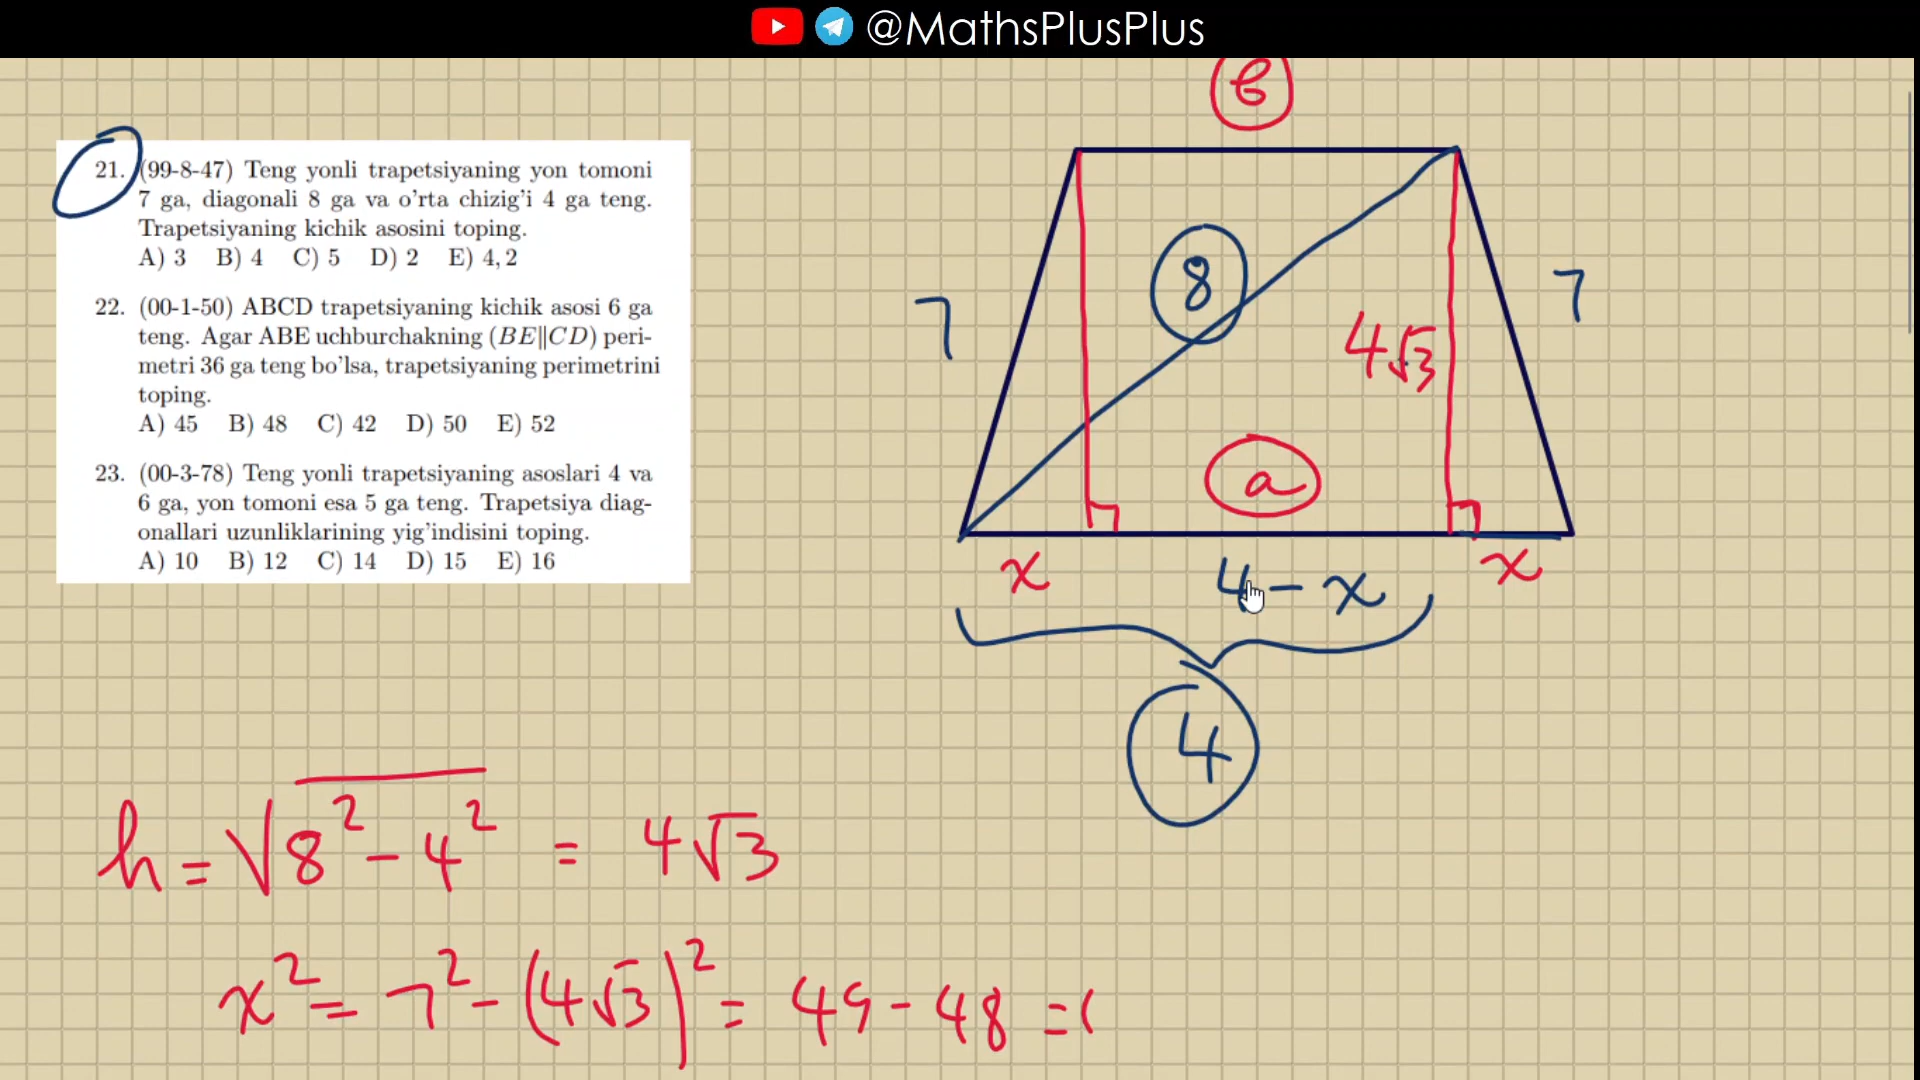 @MathsPlusPlus
21. (99-8-47) Teng yonli trapetsiyaning yon tomoni
7 ga, diagonali 8 ga va o'rta chizig'i 4 ga teng.
Trapetsiyaning kichik asosini toping.
A) 3 B) 4 C) 5 D) 2 E) 4, 2
22. (00-1-50) ABCD trapetsiyaning kichik asosi 6 ga
teng. Agar ABE uchburchakning (BE||CD) peri-
metri 36 ga teng bo'lsa, trapetsiyaning perimetrini
toping.
A) 45 B) 48 C) 42 D) 50 E) 52
23. (00-3-78) Teng yonli trapetsiyaning asoslari 4 va
6 ga, yon tomoni esa 5 ga teng. Trapetsiya diag-
onallari uzunliklarining yig'indisini toping.
A) 10 B) 12 C) 14 D) 15 E) 16
в
7
8
7
4√3
a
x
4 - x
x
4
h = √8² - 4² = 4√3
x² = 7² - (4√3)² = 49 - 48 =